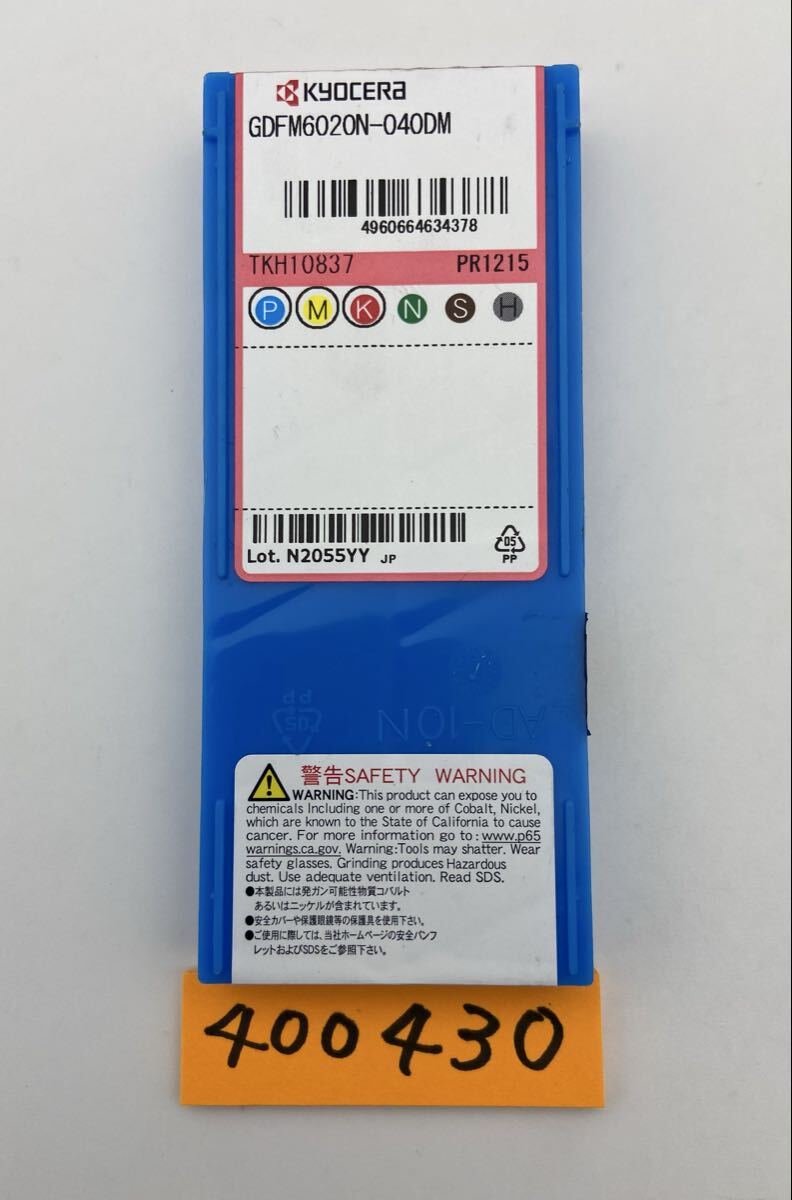 KYOCERA
GDFM6020N-040DM
4960664634378
TKH10837 PR1215
P M K N S H
Lot. N2055YY JP
05
PP
05
PP
LAD-10N
警告SAFETY WARNING
WARNING:This product can expose you to
chemicals Including one or more of Cobalt, Nickel,
which are known to the State of California to cause
cancer. For more information go to : www.p65
warnings.ca.gov. Warning:Tools may shatter. Wear
safety glasses. Grinding produces Hazardous
dust. Use adequate ventilation. Read SDS.
●本製品には発ガン可能性物質コバルト
あるいはニッケルが含まれています。
●安全カバーや保護眼鏡等の保護具を使用下さい。
●ご使用に際しては、当社ホームページの安全パンフ
レットおよびSDSをご参照下さい。
400430